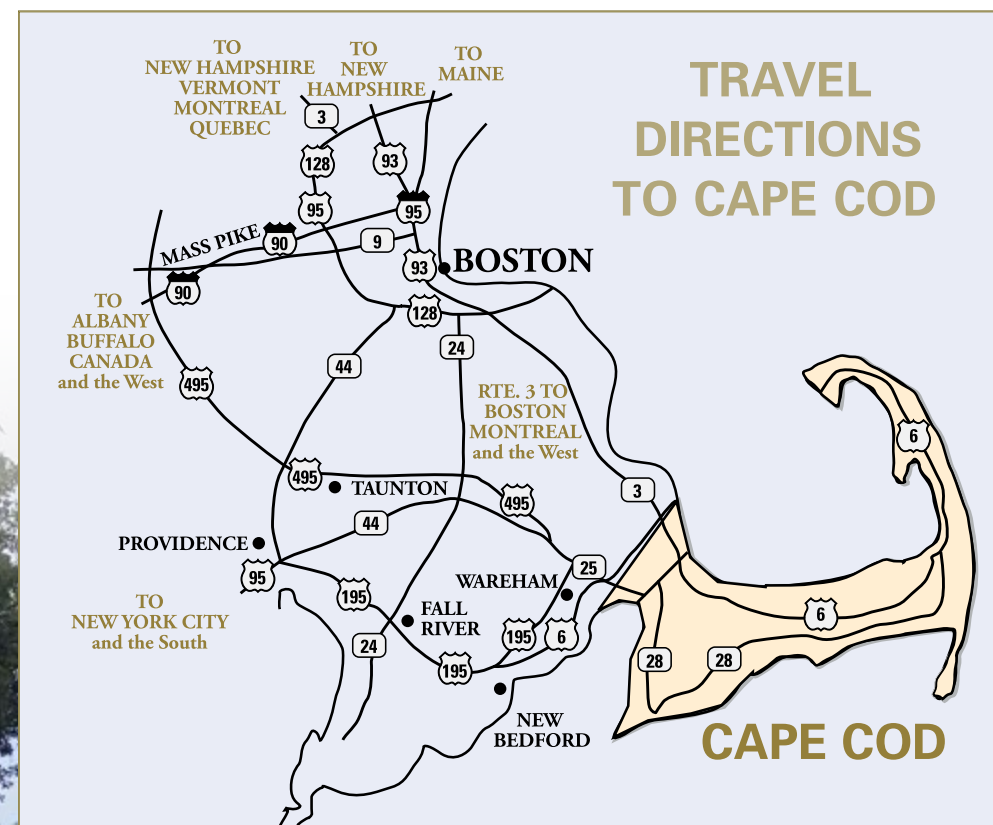 TRAVEL
DIRECTIONS
TO CAPE COD
TO
NEW HAMPSHIRE
VERMONT
MONTREAL
QUEBEC
TO
NEW
HAMPSHIRE
TO
MAINE
3
128
93
95
95
MASS PIKE
90
9
93
BOSTON
90
128
TO
ALBANY
BUFFALO
CANADA
and the West
24
44
495
RTE. 3 TO
BOSTON
MONTREAL
and the West
6
495
TAUNTON
495
3
44
PROVIDENCE
95
25
WAREHAM
195
TO
NEW YORK CITY
and the South
FALL
RIVER
195
6
6
24
195
28
28
NEW
BEDFORD
CAPE COD